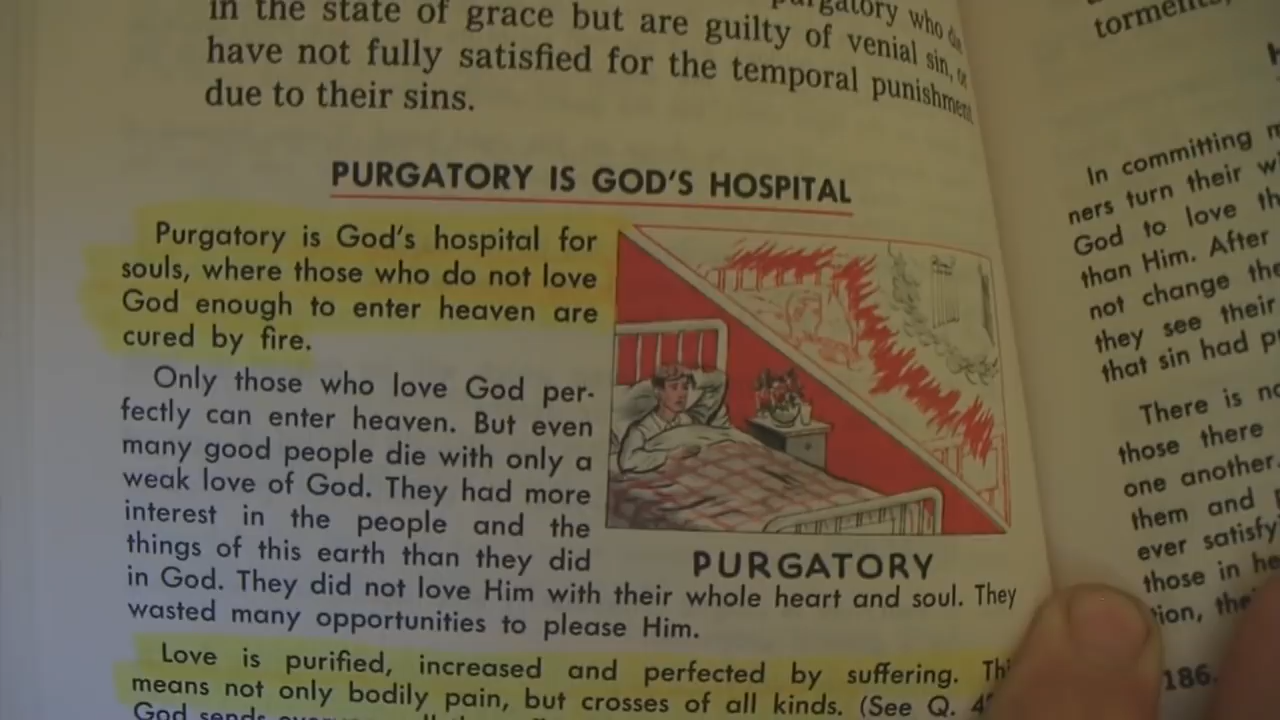 purgatory who
in the state of grace but are guilty of venial sin, or
have not fully satisfied for the temporal punishment
due to their sins.
PURGATORY IS GOD'S HOSPITAL
Purgatory is God's hospital for
souls, where those who do not love
God enough to enter heaven are
cured by fire.
Only those who love God per-
fectly can enter heaven. But even
many good people die with only a
weak love of God. They had more
interest in the people and the
things of this earth than they did
in God. They did not love Him with their whole heart and soul. They
wasted many opportunities to please Him.
PURGATORY
Love is purified, increased and perfected by suffering.
means not only bodily pain, but crosses of all kinds. (See Q.
God sends
torments,
In committing
ners turn their
God to love
than Him. After
not change
they see their
that sin had
There is
those there
one another.
them and
ever satisfy
those in
tion,
186.